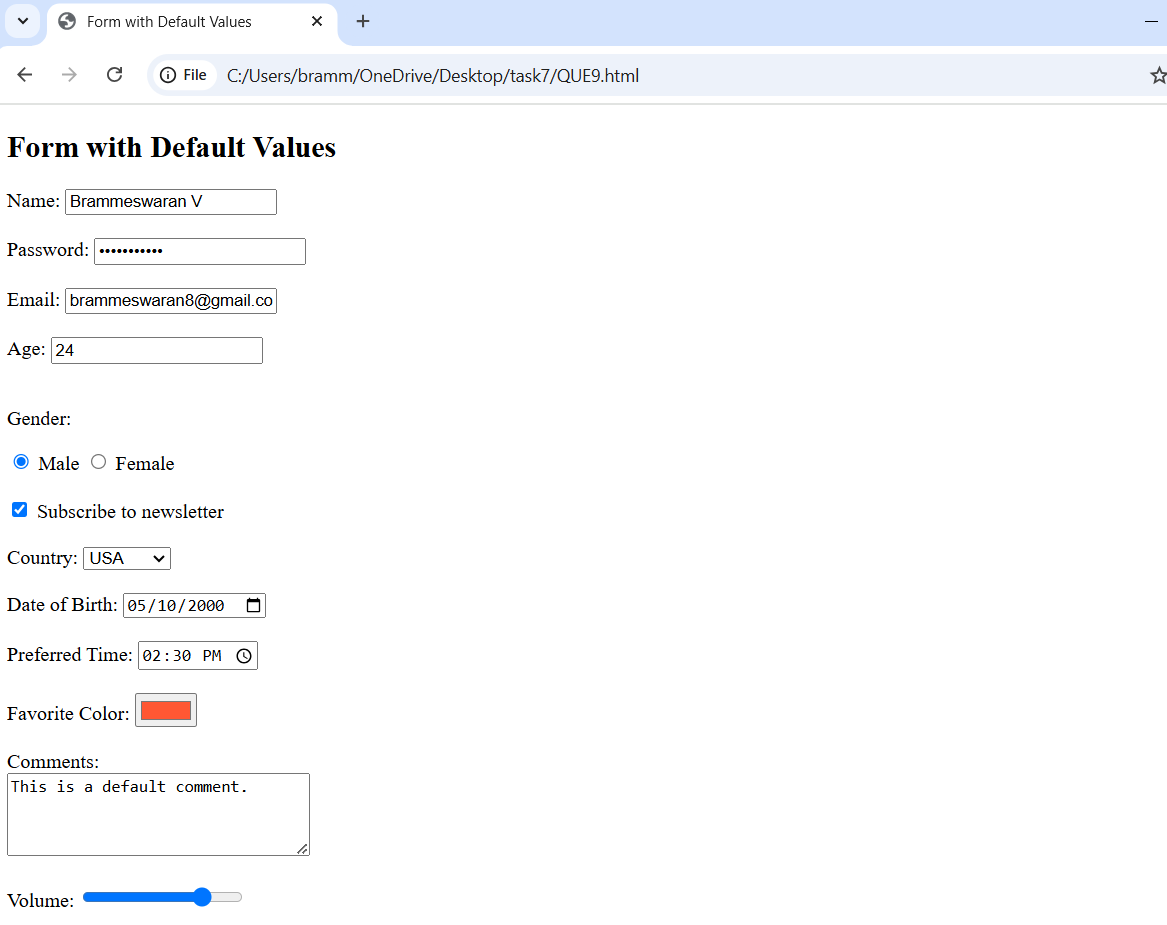 Form with Default Values
File C:/Users/bramm/OneDrive/Desktop/task7/QUE9.html
Form with Default Values
Name: Brammeswaran V
Password: •••••••••••
Email: brammeswaran8@gmail.co
Age: 24
Gender:
Male Female
Subscribe to newsletter
Country: USA
Date of Birth: 05/10/2000
Preferred Time: 02:30 PM
Favorite Color:
Comments:
This is a default comment.
Volume: